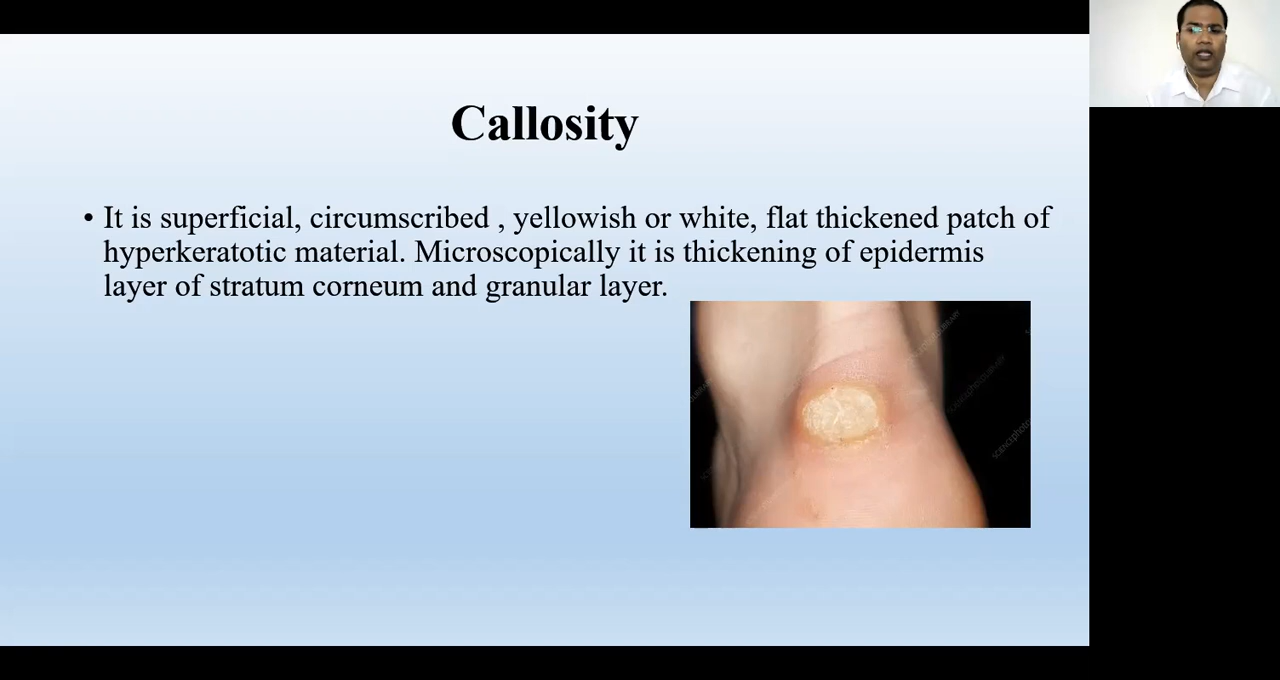 Callosity
• It is superficial, circumscribed , yellowish or white, flat thickened patch of
hyperkeratotic material. Microscopically it is thickening of epidermis
layer of stratum corneum and granular layer.